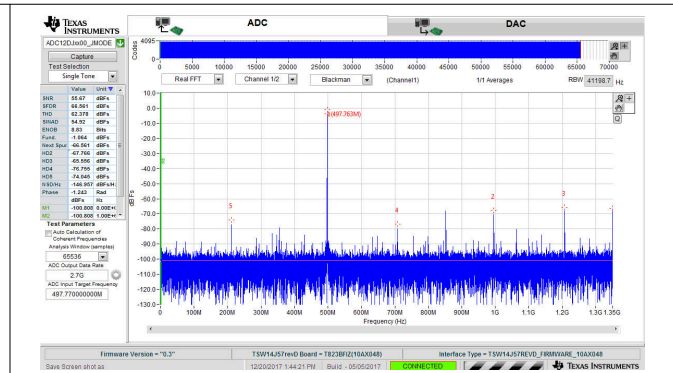 TEXAS INSTRUMENTS
ADC
DAC
ADC12DJxx00_JMODE
Capture
Test Selection
Single Tone
Codes
4095
0
0 5000 10000 15000 20000 25000 30000 35000 40000 45000 50000 55000 60000 65000 70000
Real FFT Channel 1/2 Blackman (Channel1) 1/1 Averages RBW 41198.7 Hz
Value Unit
SNR 55.67 dBFs
SFDR 66.561 dBFs
THD 62.378 dBFs
SINAD 54.92 dBFs
ENOB 8.83 Bits
Fund. -1.064 dBFs
Next Spur -66.561 dBFs
HD2 -67.766 dBFs
HD3 -65.556 dBFs
HD4 -76.755 dBFs
HD5 -74.045 dBFs
NSD/Hz -146.957 dBFs/H
Phase -1.243 Rad
dBFs Hz
M1 -100.808 0.00E+
M2 -100.808 1.00E+
Test Parameters
Auto Calculation of Coherent Frequencies
Analysis Window (samples)
65536
ADC Output Data Rate
2.7G
ADC Input Target Frequency
497.770000000M
dBFs
10.0
0.0
-10.0
-20.0
-30.0
-40.0
-50.0
-60.0
-70.0
-80.0
-90.0
-100.0
-110.0
-120.0
-130.0
(497.763M)
5
4
2
3
0 100M 200M 300M 400M 500M 600M 700M 800M 900M 1G 1.1G 1.2G 1.3G 1.35G
Frequency (Hz)
Firmware Version = "0.3" TSW14J57revD Board = T823BFIZ(10AX048) Interface Type = TSW14J57REVD_FIRMWARE_10AX048
Save Screen shot as 12/20/2017 1:44:21 PM Build - 05/05/2017 CONNECTED TEXAS INSTRUMENTS